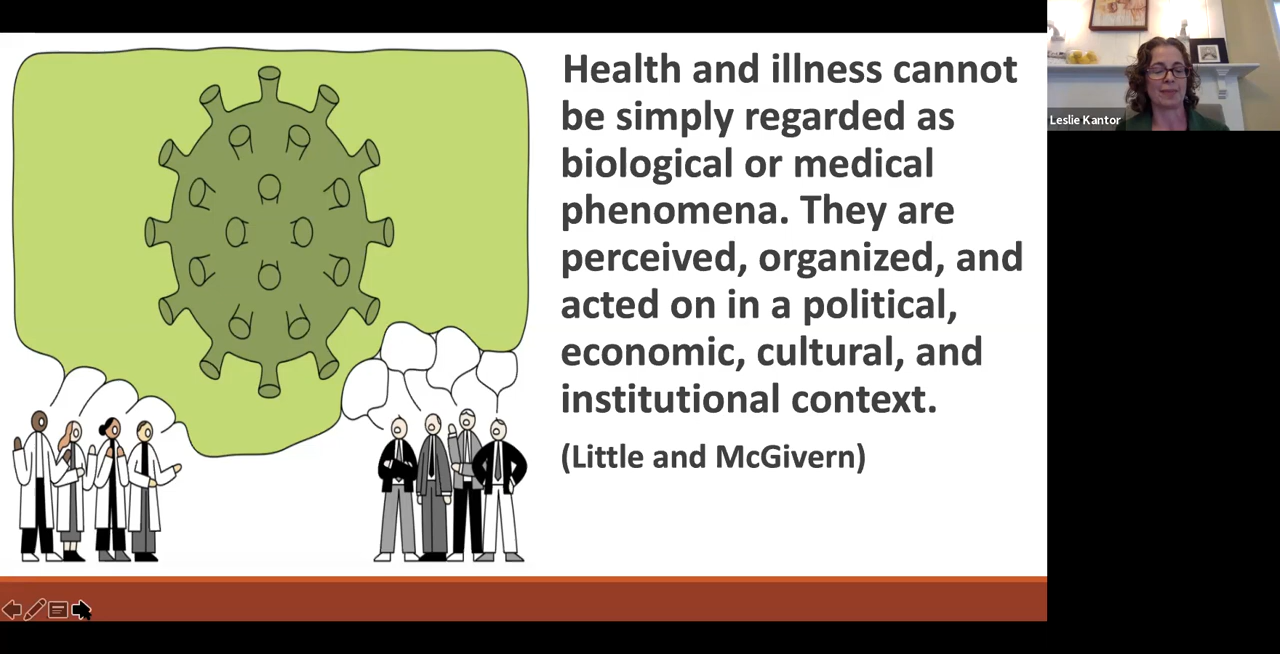 Health and illness cannot
be simply regarded as
biological or medical
phenomena. They are
perceived, organized, and
acted on in a political,
economic, cultural, and
institutional context.
(Little and McGivern)
Leslie Kantor